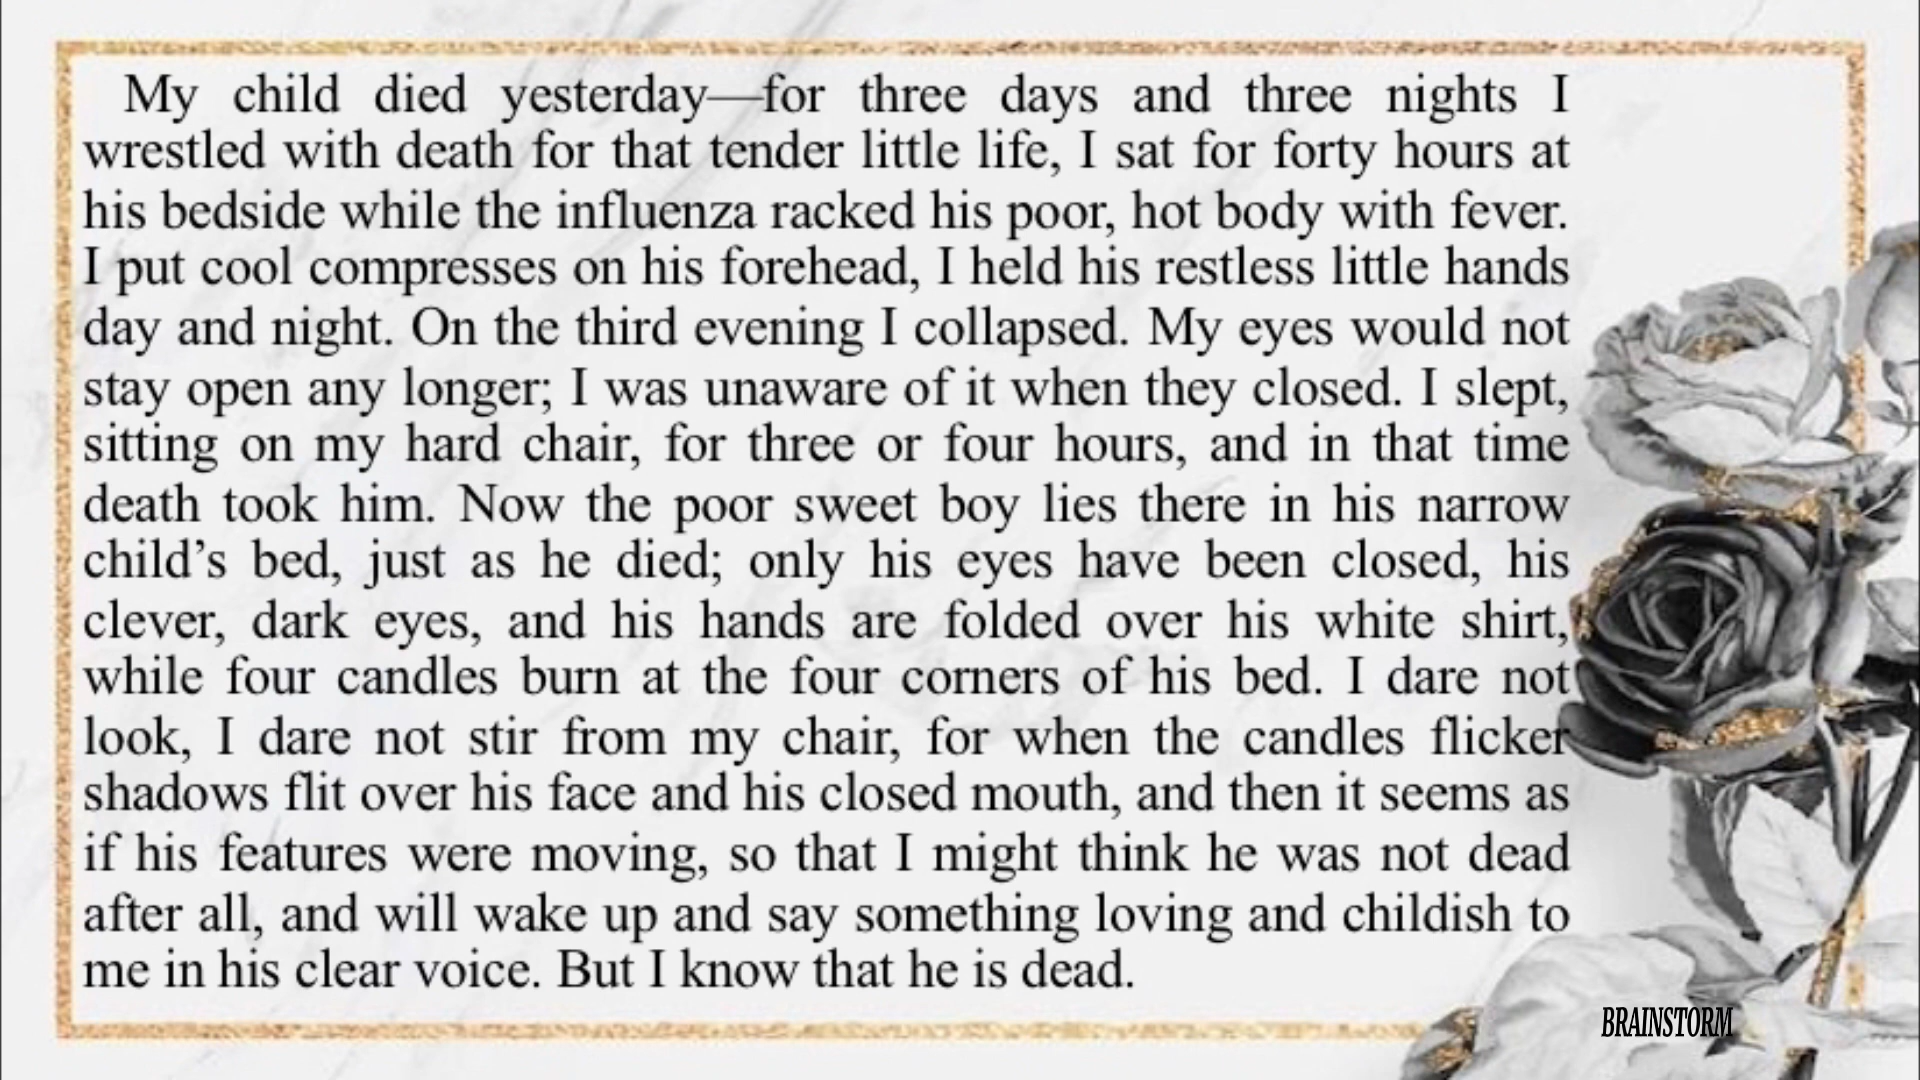 My child died yesterday—for three days and three nights I
wrestled with death for that tender little life, I sat for forty hours at
his bedside while the influenza racked his poor, hot body with fever.
I put cool compresses on his forehead, I held his restless little hands
day and night. On the third evening I collapsed. My eyes would not
stay open any longer; I was unaware of it when they closed. I slept,
sitting on my hard chair, for three or four hours, and in that time
death took him. Now the poor sweet boy lies there in his narrow
child’s bed, just as he died; only his eyes have been closed, his
clever, dark eyes, and his hands are folded over his white shirt,
while four candles burn at the four corners of his bed. I dare not
look, I dare not stir from my chair, for when the candles flicker
shadows flit over his face and his closed mouth, and then it seems as
if his features were moving, so that I might think he was not dead
after all, and will wake up and say something loving and childish to
me in his clear voice. But I know that he is dead.
BRAINSTORM